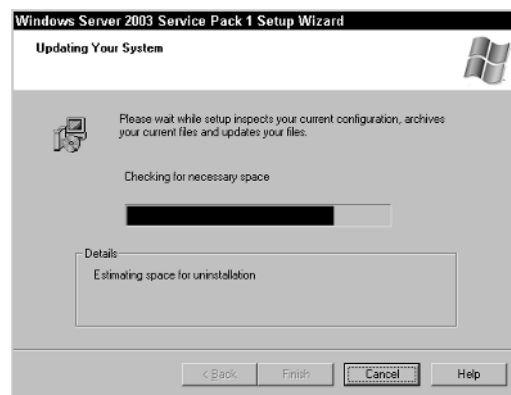 Windows Server 2003 Service Pack 1 Setup Wizard
Updating Your System
Please wait while setup inspects your current configuration, archives
your current files and updates your files.
Checking for necessary space
Details
Estimating space for uninstallation
< Back
Finish
Cancel
Help